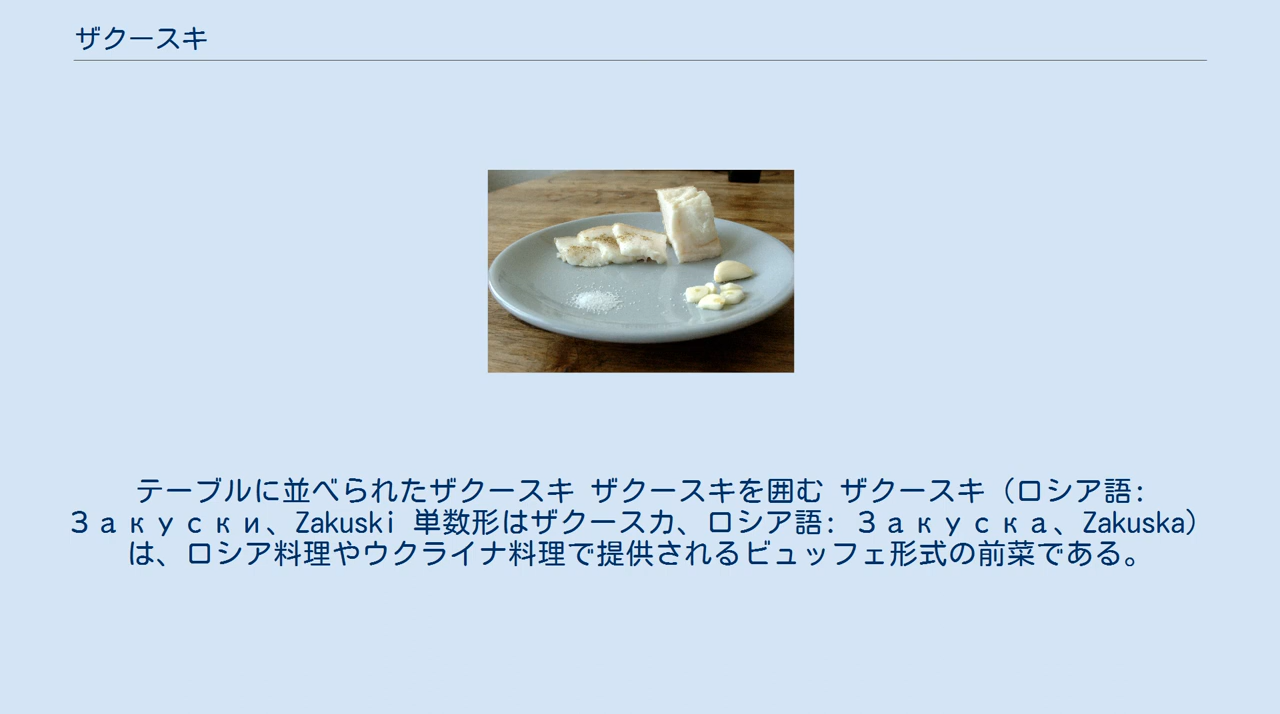 ザクースキ
テーブルに並べられたザクースキ ザクースキを囲む ザクースキ（ロシア語:
Закуски、Zakuski 単数形はザクースカ、ロシア語: Закуска、Zakuska）
は、ロシア料理やウクライナ料理で提供されるビュッフェ形式の前菜である。